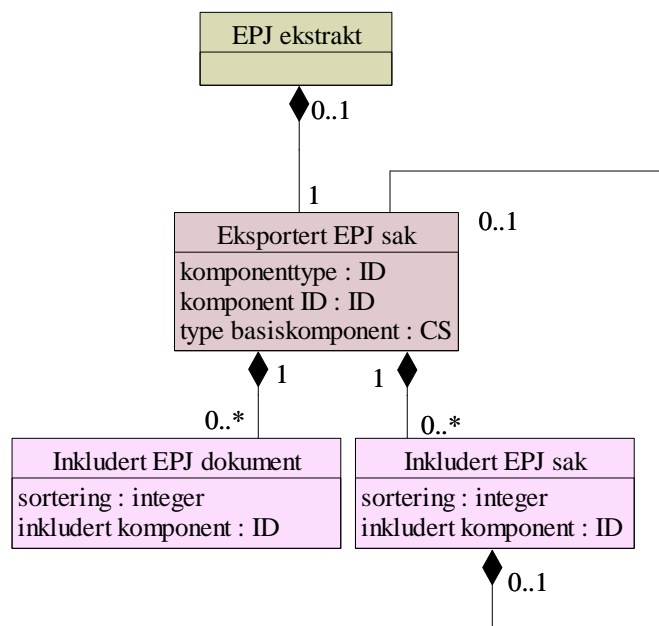 EPJ ekstrakt
0..1
1
0..1
Eksportert EPJ sak
komponenttype : ID
komponent ID : ID
type basiskomponent : CS
1
1
0..*
0..*
Inkludert EPJ dokument
sortering : integer
inkludert komponent : ID
Inkludert EPJ sak
sortering : integer
inkludert komponent : ID
0..1